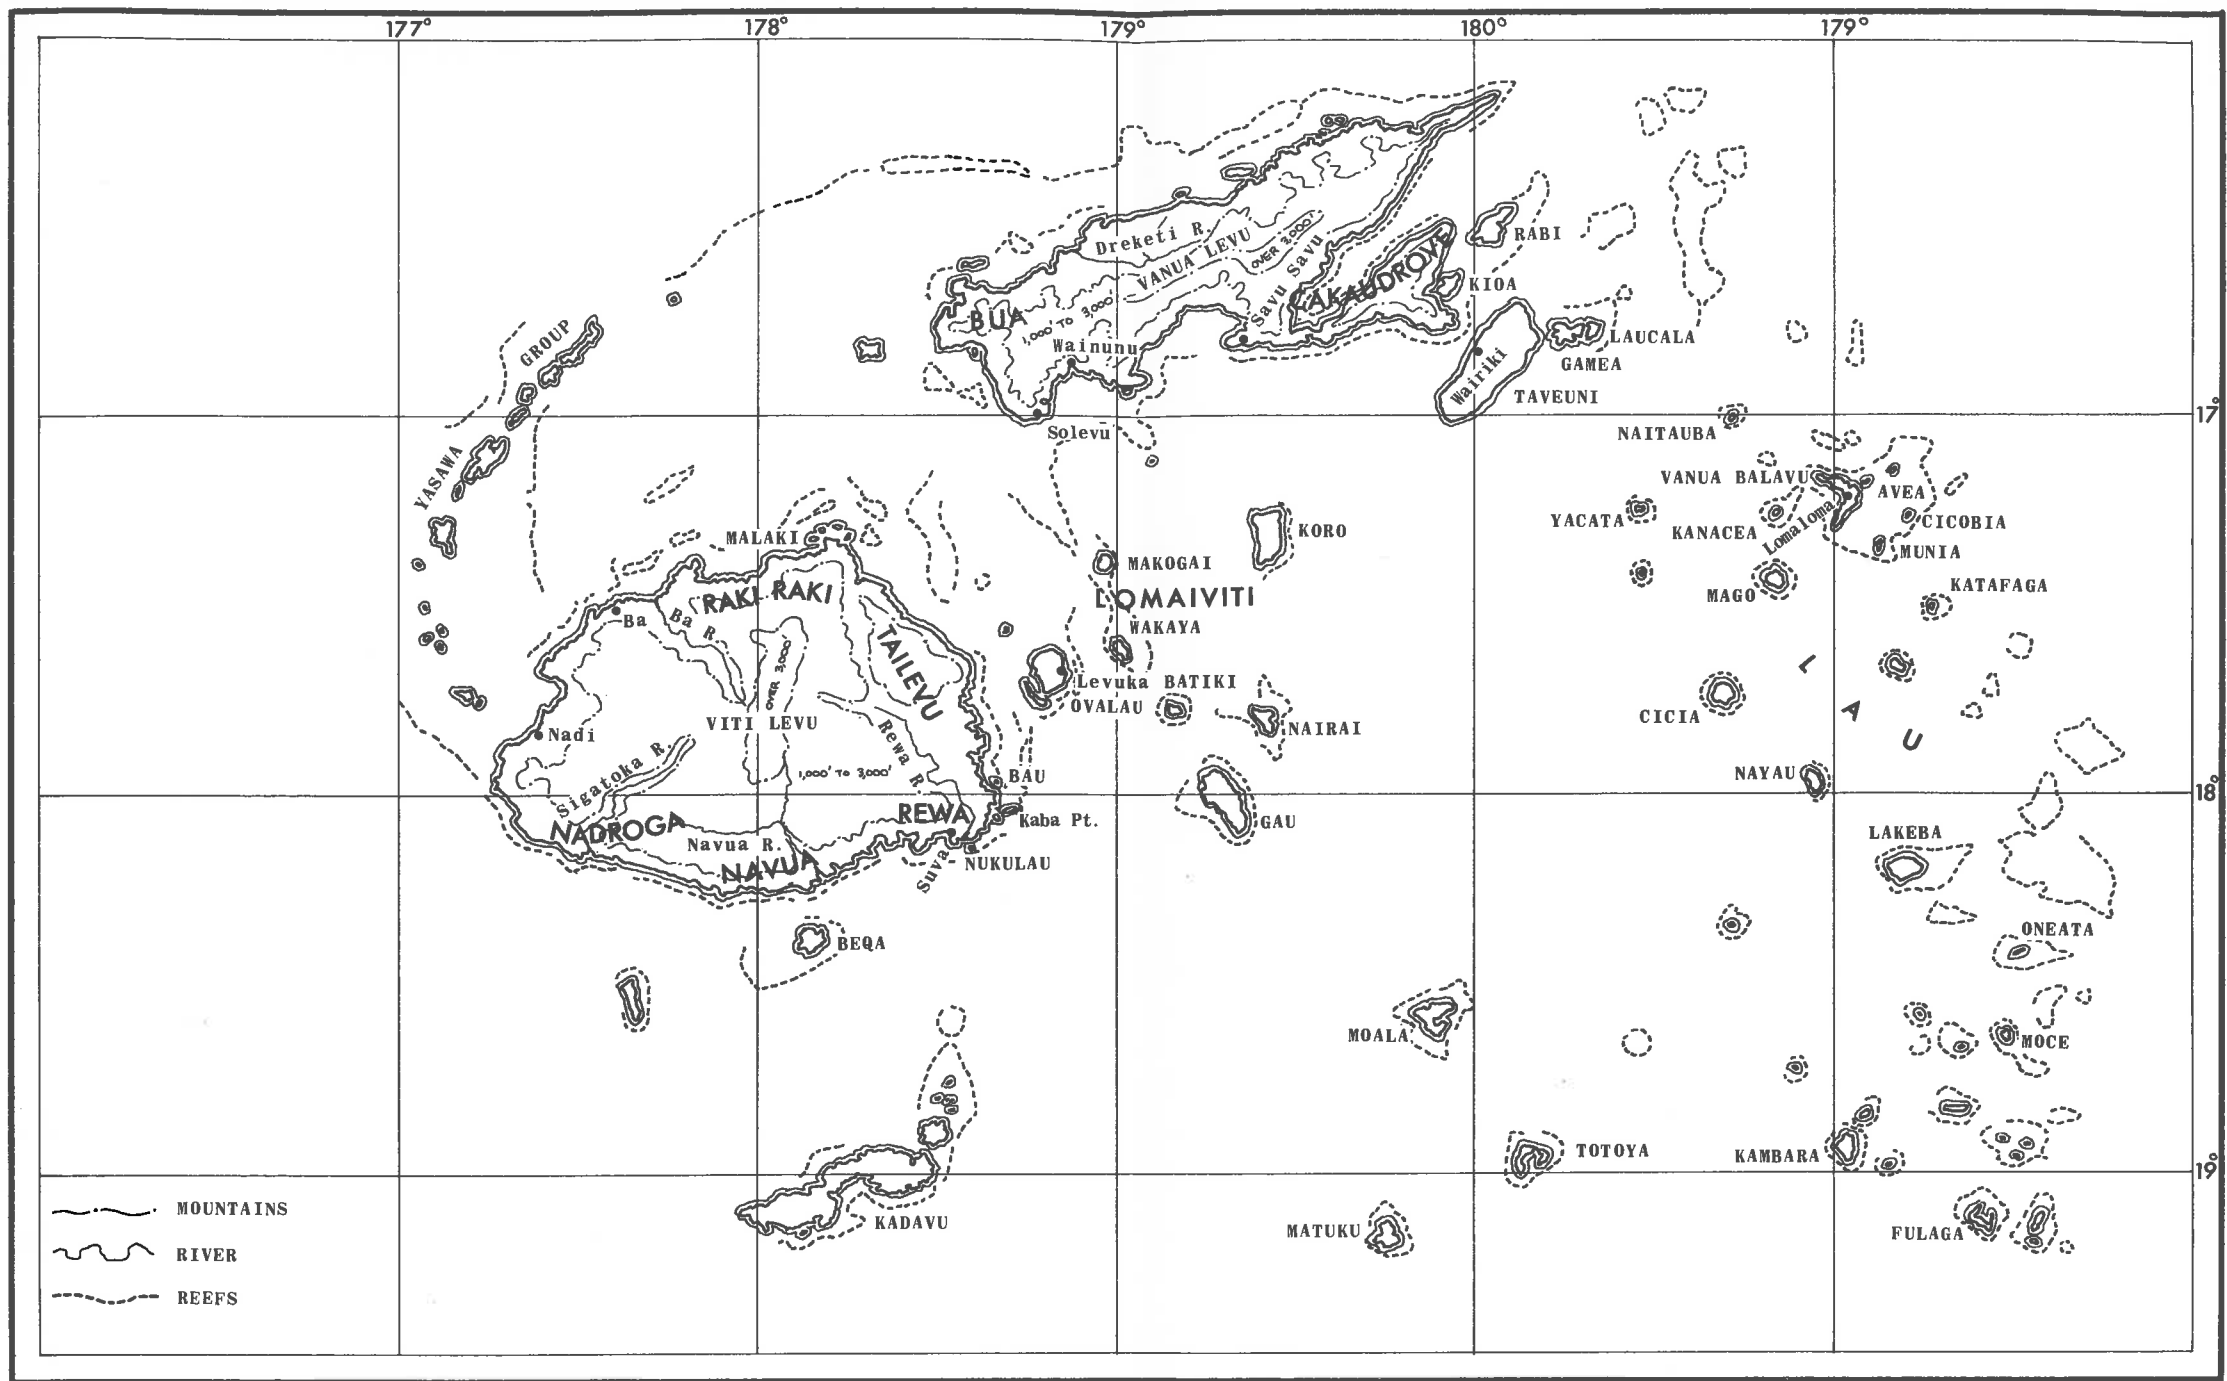 177° 178° 179° 180° 179°
RABI
Dreketi R.
VANUA LEVU
OVER 3,000'
Savu Savu
CAKAUDROVE
KIOA
BUA
1,000' TO 3,000'
Wainunu
GROUP
LAUCALA
GAMEA
Wairiki
TAVEUNI
17°
Solevu
NAITAUBA
YASAWA
VANUA BALAVU
AVEA
YACATA
KANACEA
Lomaloma
CICOBIA
MUNIA
KORO
MALAKI
MAKOGAI
RAKI RAKI
LOMAIVITI
MAGO
KATAFAGA
Ba
Ba R.
WAKAYA
TAILEVU
OVER 3,000'
Levuka BATIKI
OVALAU
L
A
U
CICIA
VITI LEVU
NAIRAI
Nadi
Rewa R.
Sigatoka R.
1,000' TO 3,000'
BAU
NAYAU
18°
REWA
Kaba Pt.
GAU
NADROGA
LAKEBA
Navua R.
NAVUA
Suva
NUKULAU
ONEATA
BEQA
MOALA
MOCE
TOTOYA
KAMBARA
19°
MOUNTAINS
KADAVU
MATUKU
FULAGA
RIVER
REEFS